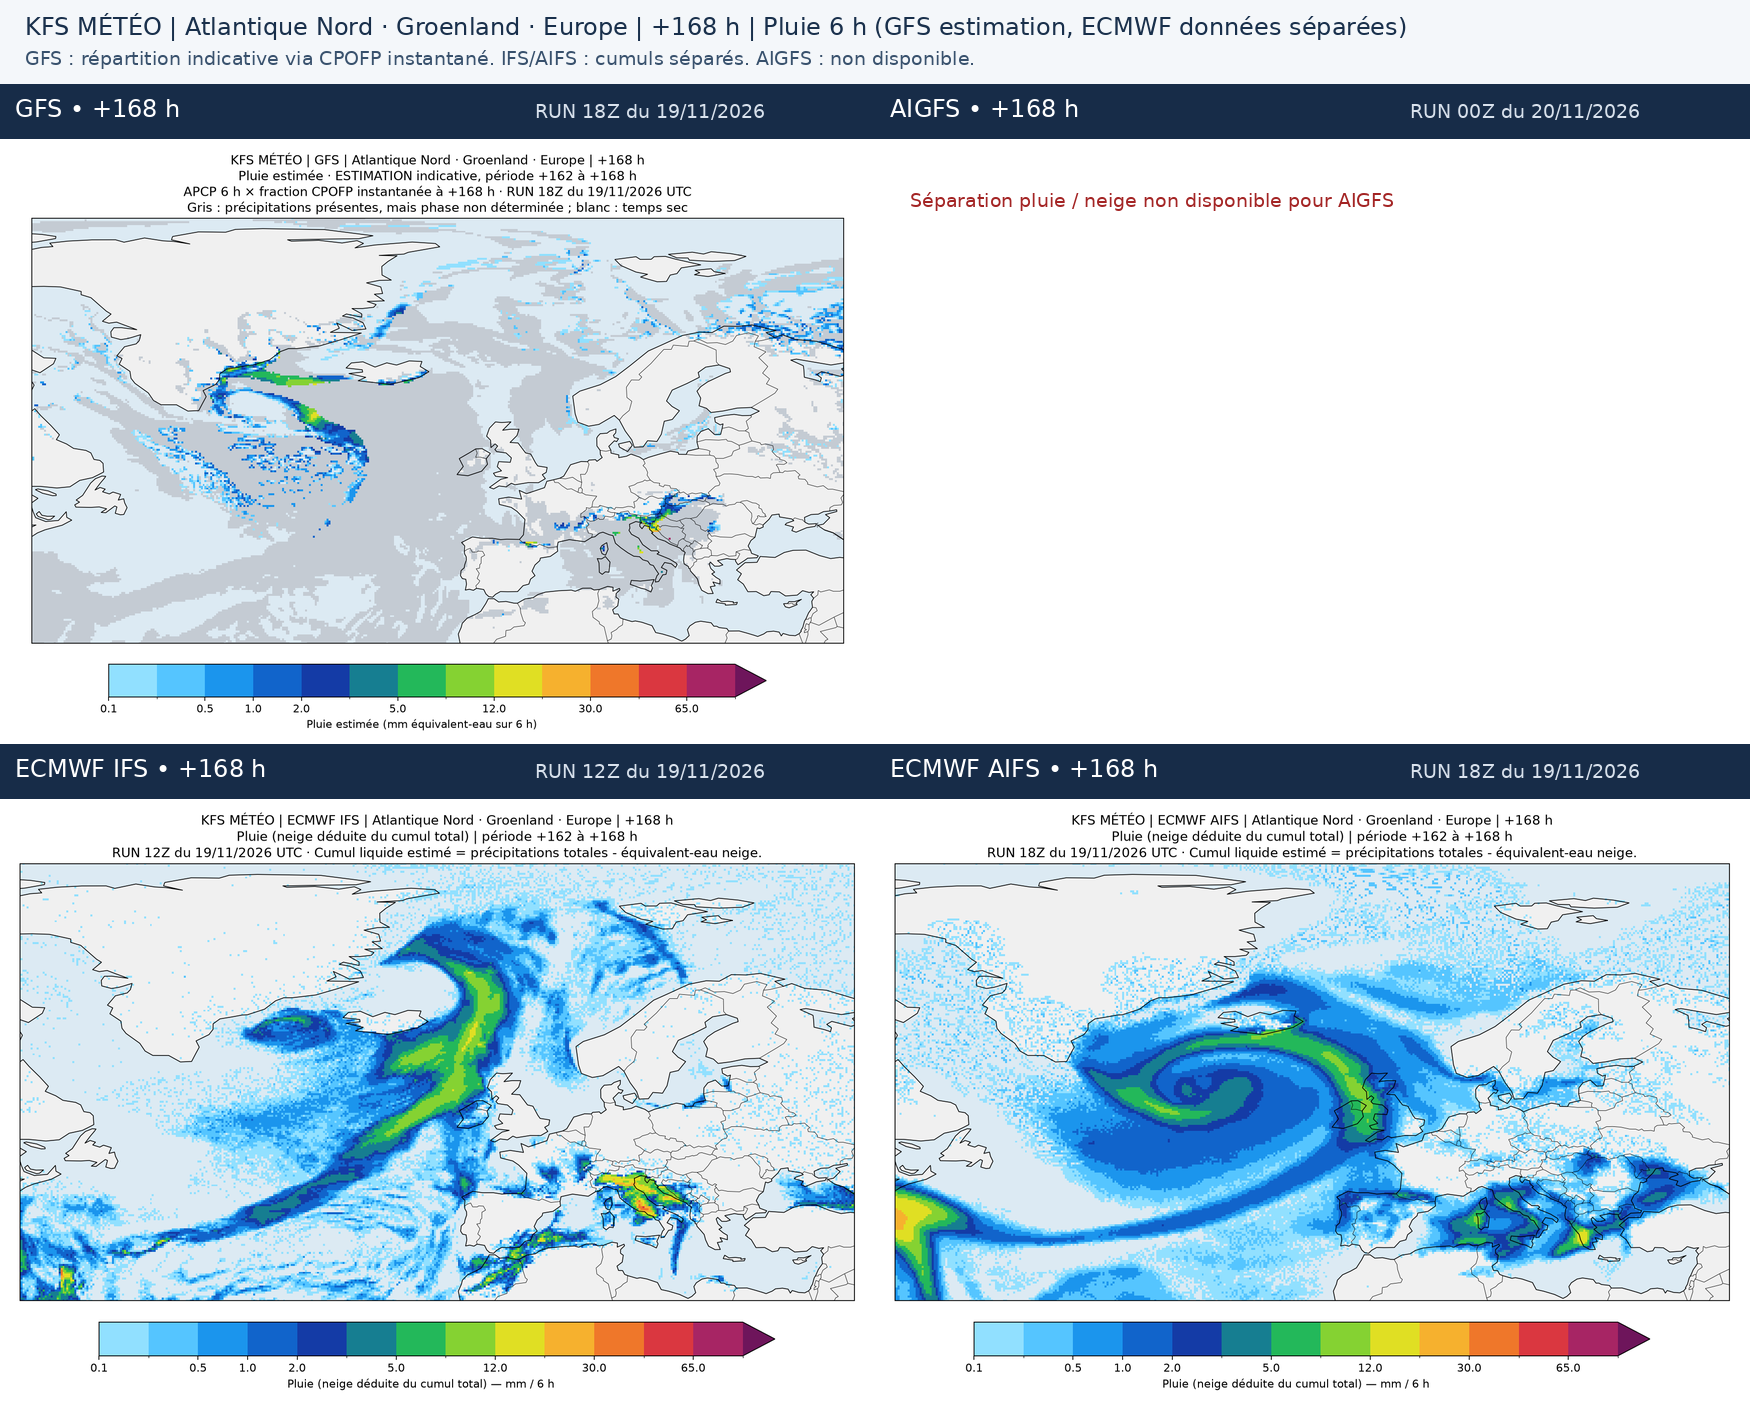 KFS MÉTÉO | Atlantique Nord · Groenland · Europe | +168 h | Pluie 6 h (GFS estimation, ECMWF données séparées)
GFS : répartition indicative via CPOFP instantané. IFS/AIFS : cumuls séparés. AIGFS : non disponible.
GFS • +168 h
RUN 18Z du 19/11/2026
AIGFS • +168 h
RUN 00Z du 20/11/2026
KFS MÉTÉO | GFS | Atlantique Nord · Groenland · Europe | +168 h
Pluie estimée · ESTIMATION indicative, période +162 à +168 h
APCP 6 h × fraction CPOFP instantanée à +168 h · RUN 18Z du 19/11/2026 UTC
Gris : précipitations présentes, mais phase non déterminée ; blanc : temps sec
Séparation pluie / neige non disponible pour AIGFS
0.1 0.5 1.0 2.0 5.0 12.0 30.0 65.0
Pluie estimée (mm équivalent-eau sur 6 h)
ECMWF IFS • +168 h
RUN 12Z du 19/11/2026
ECMWF AIFS • +168 h
RUN 18Z du 19/11/2026
KFS MÉTÉO | ECMWF IFS | Atlantique Nord · Groenland · Europe | +168 h
Pluie (neige déduite du cumul total) | période +162 à +168 h
RUN 12Z du 19/11/2026 UTC · Cumul liquide estimé = précipitations totales - équivalent-eau neige.
0.1 0.5 1.0 2.0 5.0 12.0 30.0 65.0
Pluie (neige déduite du cumul total) — mm / 6 h
KFS MÉTÉO | ECMWF AIFS | Atlantique Nord · Groenland · Europe | +168 h
Pluie (neige déduite du cumul total) | période +162 à +168 h
RUN 18Z du 19/11/2026 UTC · Cumul liquide estimé = précipitations totales - équivalent-eau neige.
0.1 0.5 1.0 2.0 5.0 12.0 30.0 65.0
Pluie (neige déduite du cumul total) — mm / 6 h